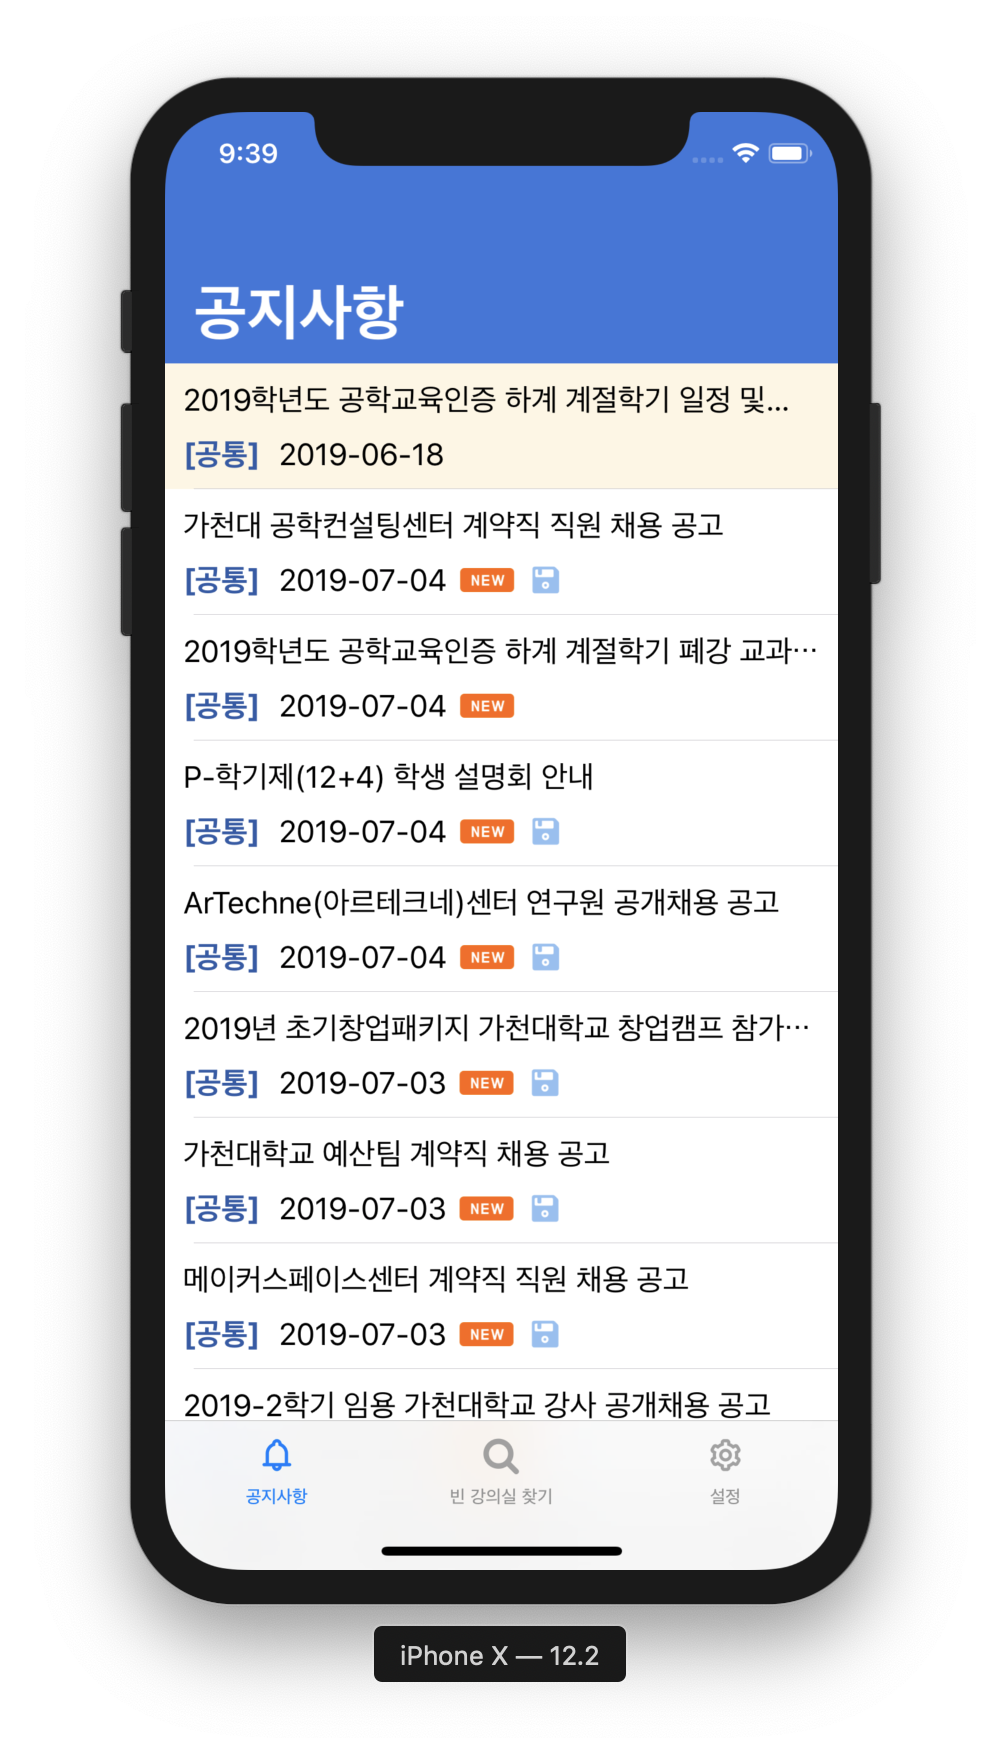 9:39
공지사항
2019학년도 공학교육인증 하계 계절학기 일정 및...
[공통] 2019-06-18
가천대 공학컨설팅센터 계약직 직원 채용 공고
[공통] 2019-07-04 NEW
2019학년도 공학교육인증 하계 계절학기 폐강 교과…
[공통] 2019-07-04 NEW
P-학기제(12+4) 학생 설명회 안내
[공통] 2019-07-04 NEW
ArTechne(아르테크네)센터 연구원 공개채용 공고
[공통] 2019-07-04 NEW
2019년 초기창업패키지 가천대학교 창업캠프 참가…
[공통] 2019-07-03 NEW
가천대학교 예산팀 계약직 채용 공고
[공통] 2019-07-03 NEW
메이커스페이스센터 계약직 직원 채용 공고
[공통] 2019-07-03 NEW
2019-2학기 임용 가천대학교 강사 공개채용 공고
공지사항 빈 강의실 찾기 설정
iPhone X — 12.2